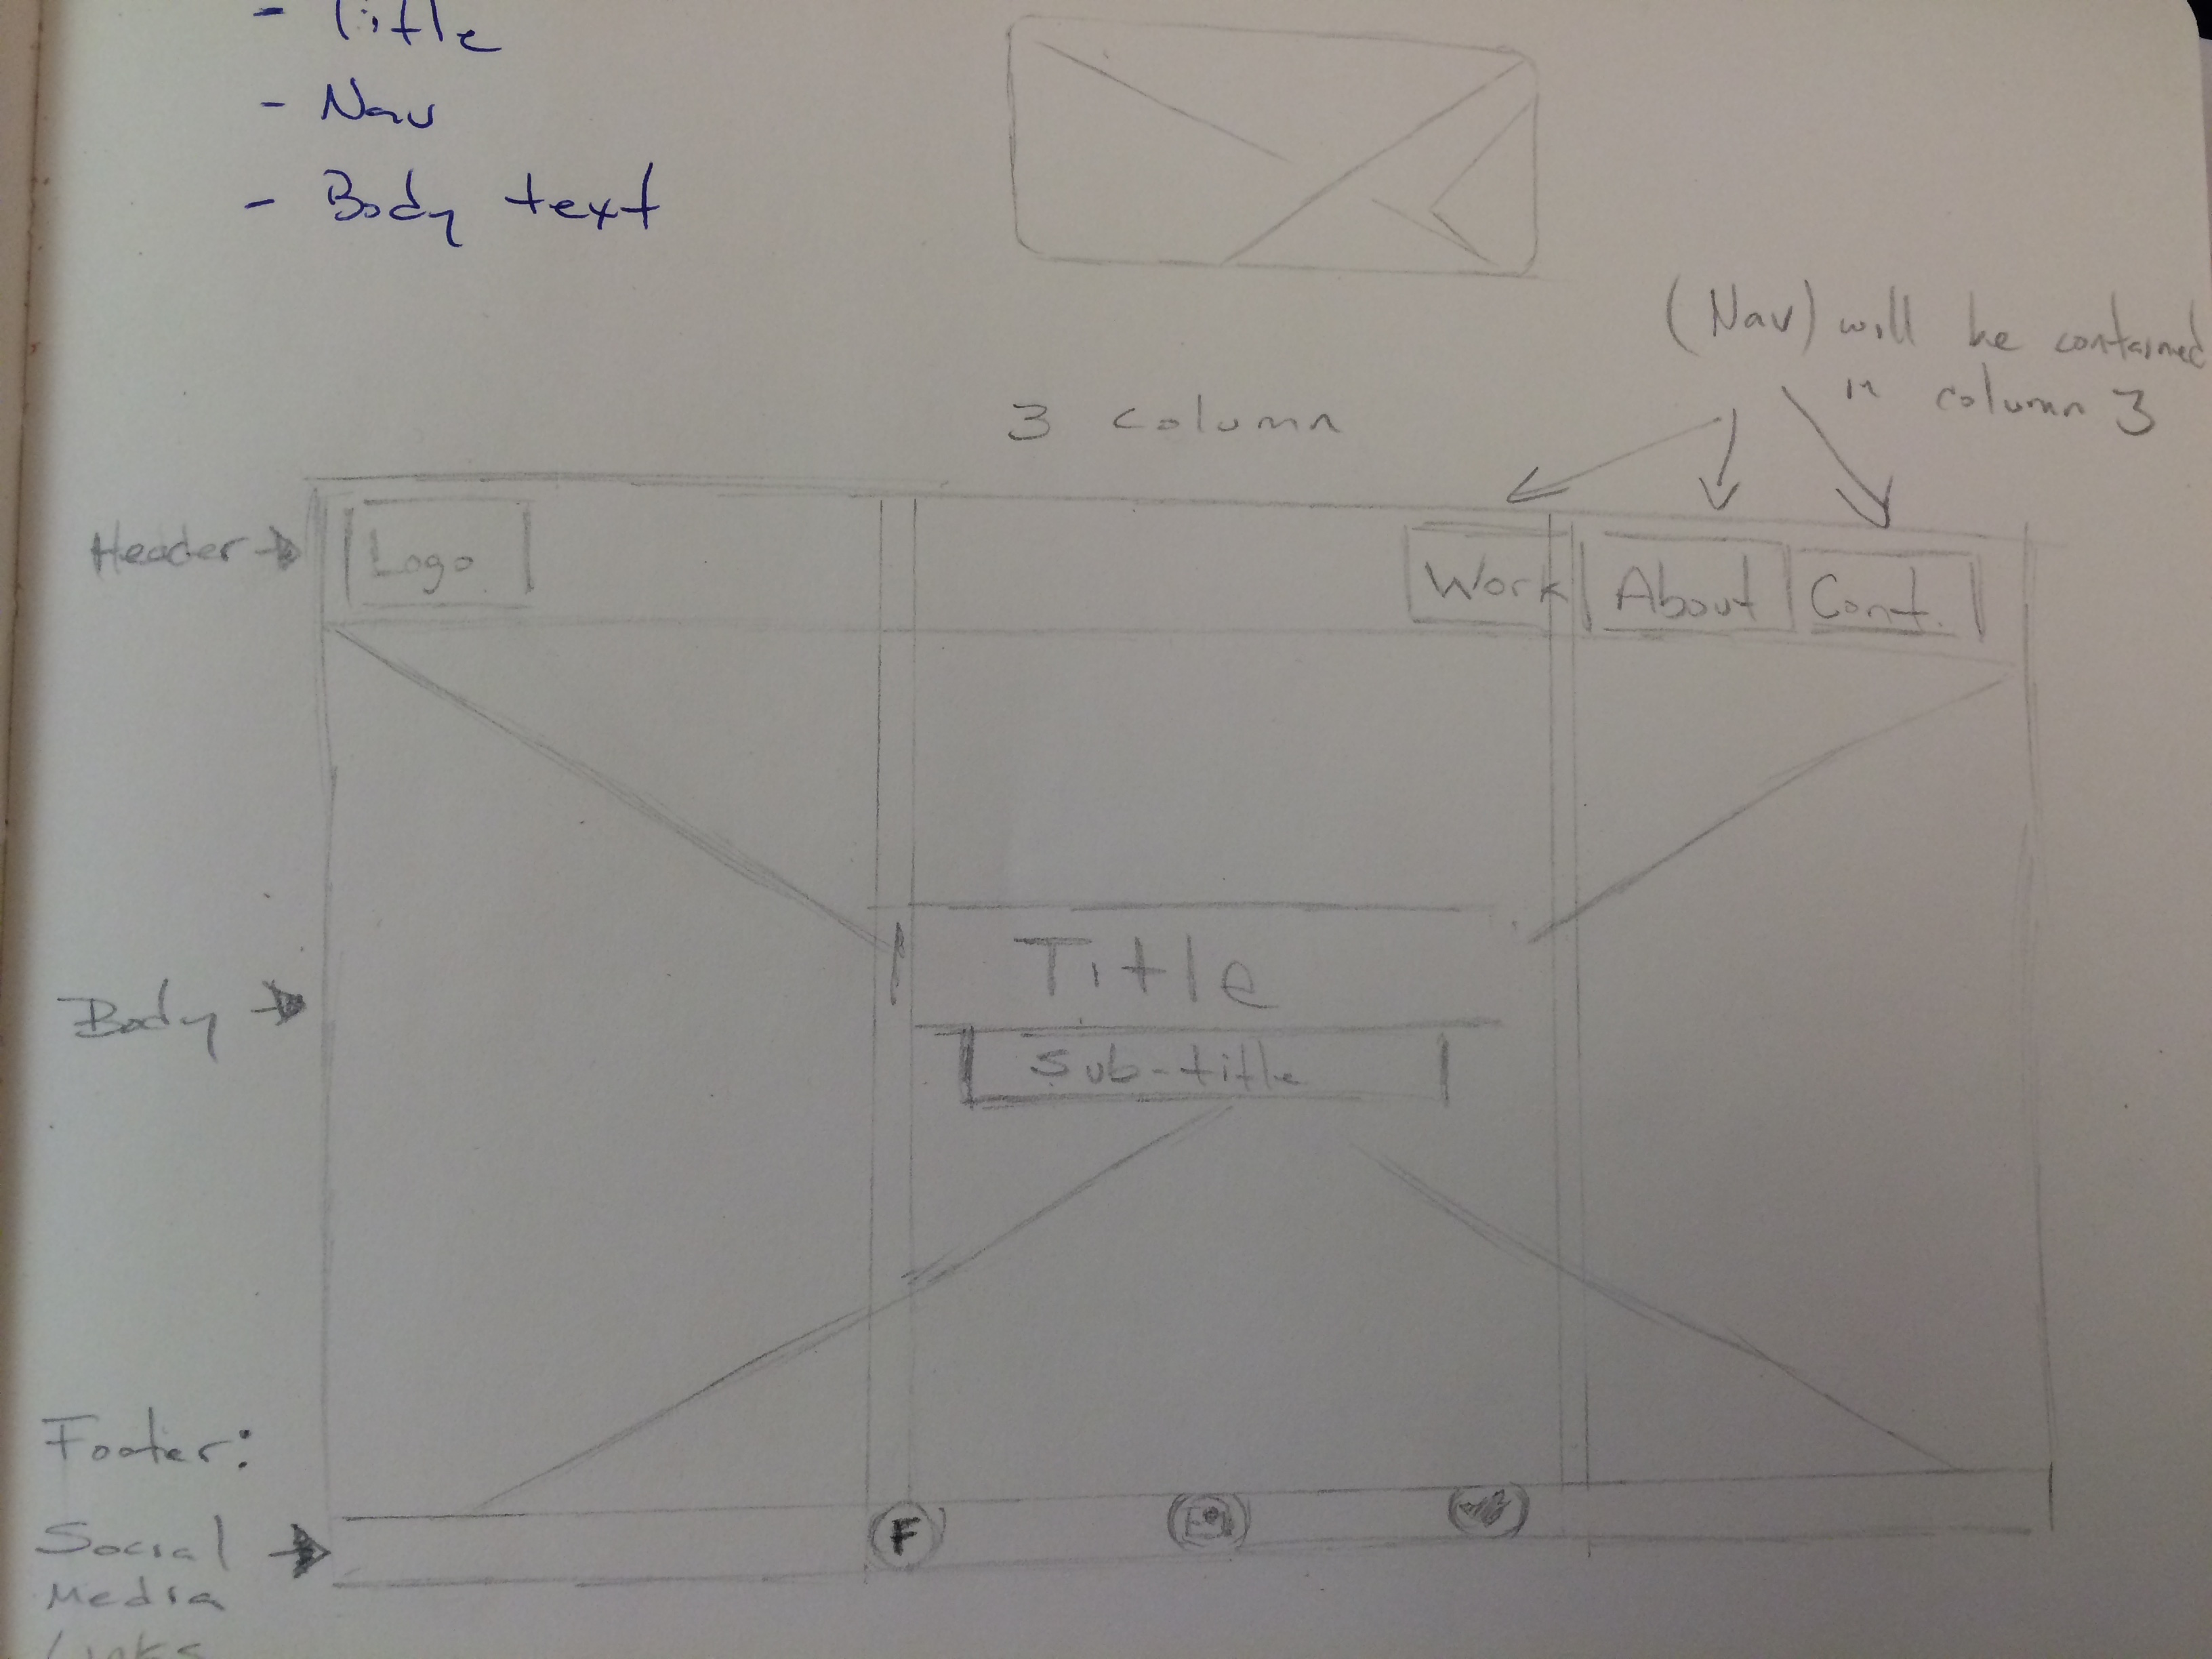 - Title
- Nav
- Body text
(Nav) will be contained
in column 3
3 column
Header
Logo
Work
About
Cont.
Title
Body
Sub-title
Footer:
F
Social
Media
Links